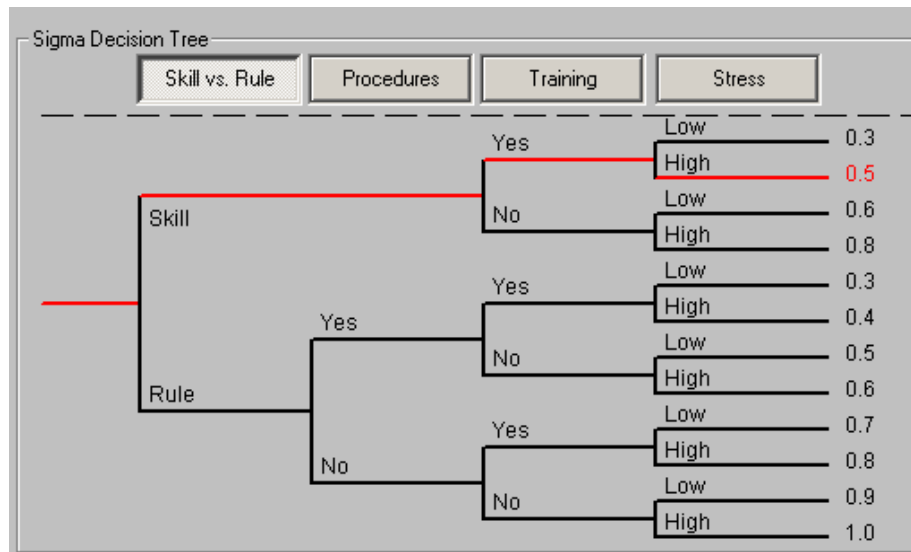 Sigma Decision Tree
Skill vs. Rule Procedures Training Stress
Low 0.3
Yes
High 0.5
Low 0.6
Skill No
High 0.8
Low 0.3
Yes
High 0.4
Yes
Low 0.5
No
High 0.6
Rule
Low 0.7
Yes
High 0.8
No
Low 0.9
No
High 1.0